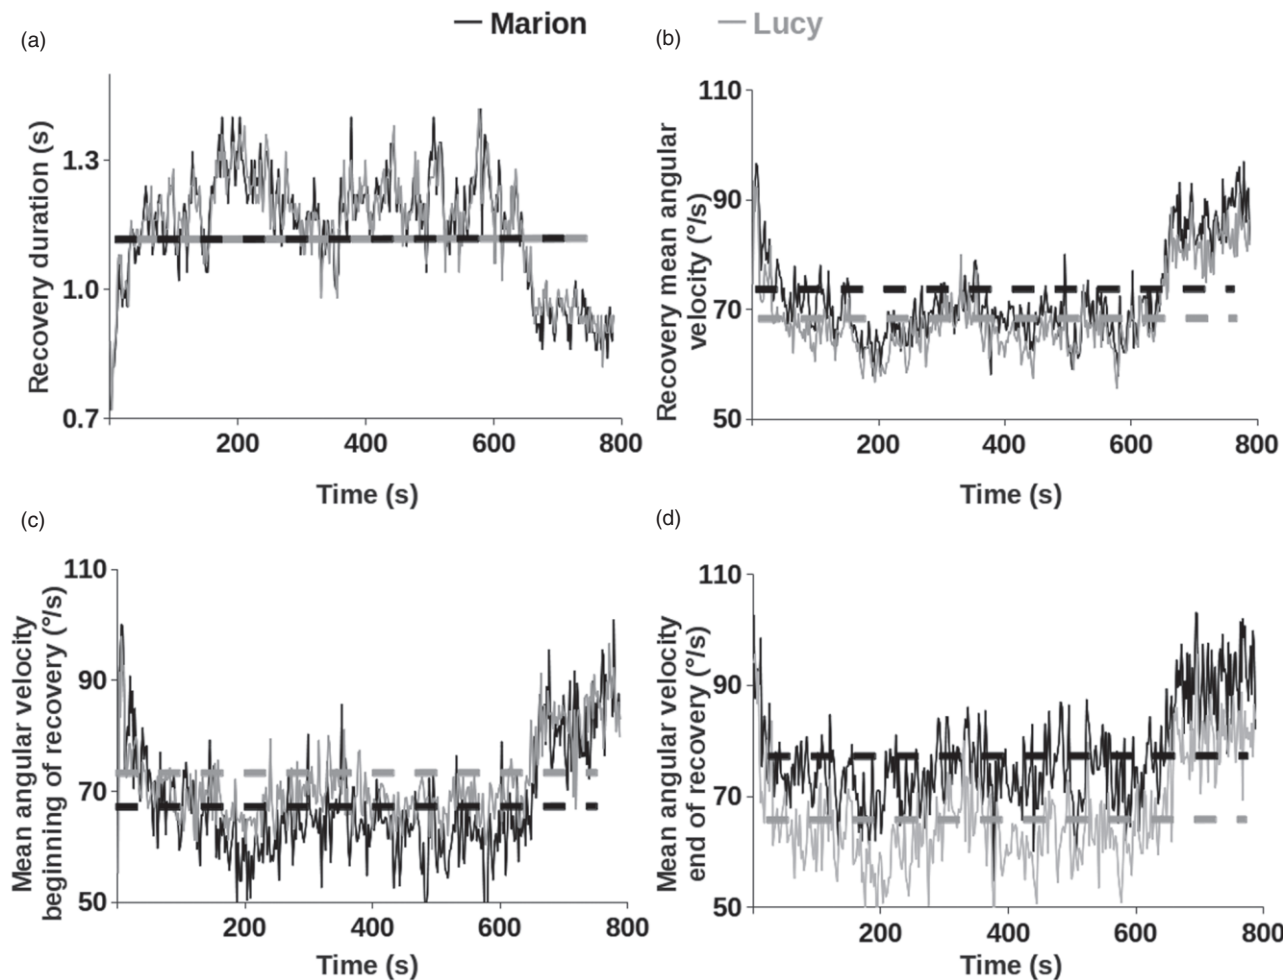 Marion Lucy
(a)
Recovery duration (s)
1.3
1.0
0.7
200 400 600 800
Time (s)
(b)
Recovery mean angular
velocity (°/s)
110
90
70
50
200 400 600 800
Time (s)
(c)
Mean angular velocity
beginning of recovery (°/s)
110
90
70
50
200 400 600 800
Time (s)
(d)
Mean angular velocity
end of recovery (°/s)
110
90
70
50
200 400 600 800
Time (s)